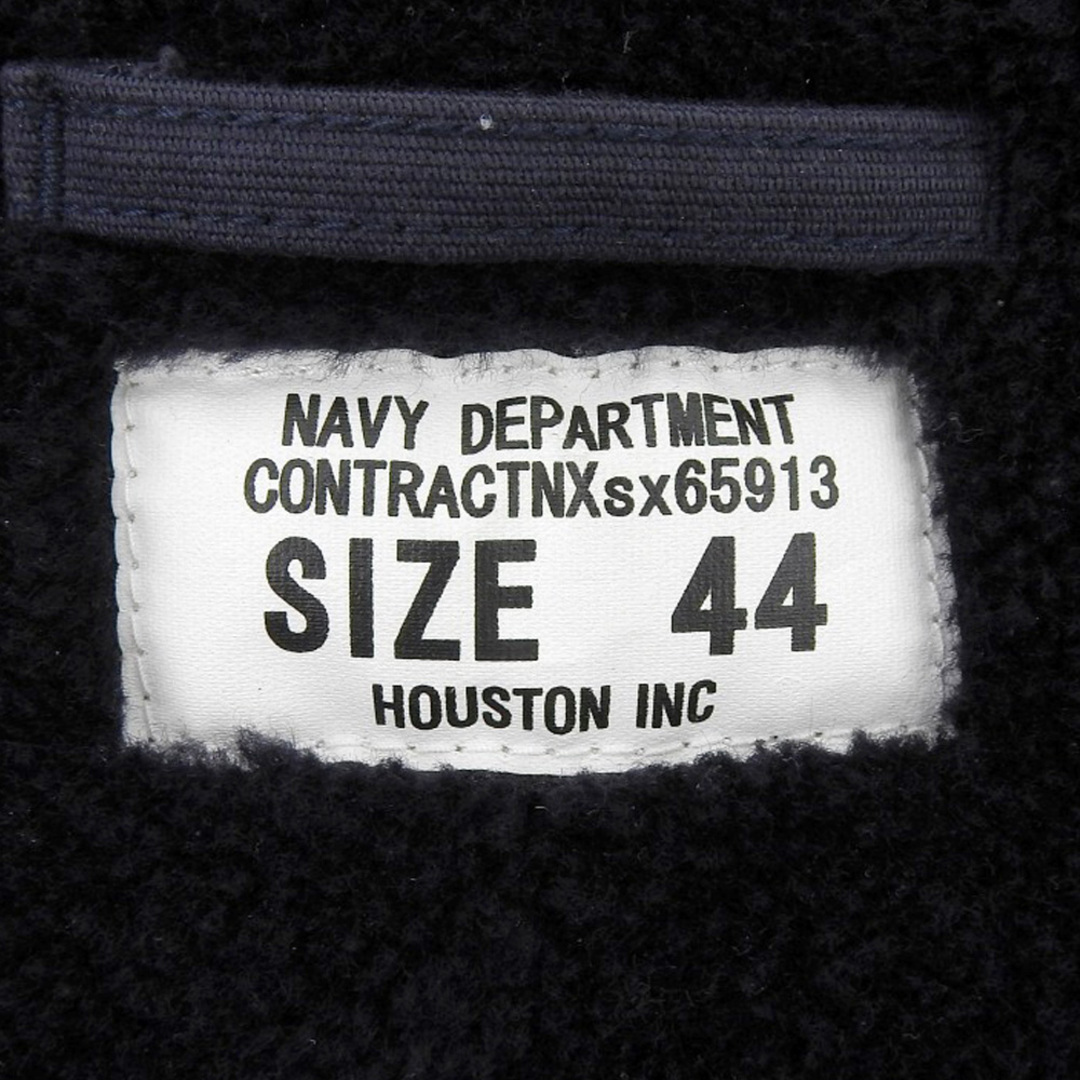 NAVY DEPARTMENT
CONTRACTNXsx65913
SIZE 44
HOUSTON INC